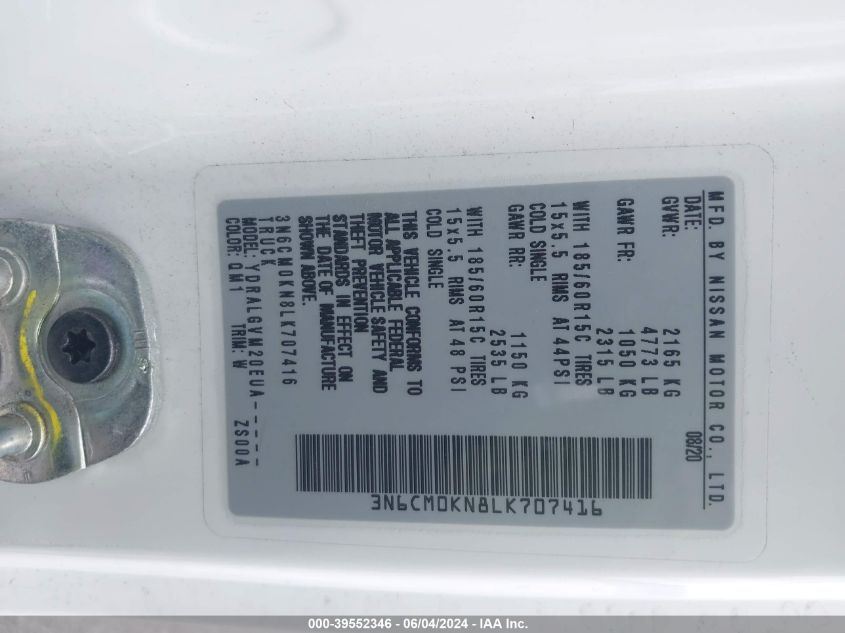 MFD. BY NISSAN MOTOR CO., LTD.
DATE: 08/20
GVWR: 2165 KG
4773 LB
GAWR FR: 1050 KG
2315 LB
WITH 185/60R15C TIRES
15x5.5 RIMS AT 44PSI
COLD SINGLE
GAWR RR: 1150 KG
2535 LB
WITH 185/60R15C TIRES
15x5.5 RIMS AT 48 PSI
COLD SINGLE
THIS VEHICLE CONFORMS TO
ALL APPLICABLE FEDERAL
MOTOR VEHICLE SAFETY AND
THEFT PREVENTION
STANDARDS IN EFFECT ON
THE DATE OF MANUFACTURE
SHOWN ABOVE.
3N6CM0KN8LK707416
TRUCK
MODEL: YDRALGVM20EUA-----
COLOR: QM1 TRIM: W ZS00A
3N6CM0KN8LK707416
000-39552346 - 06/04/2024 - IAA Inc.